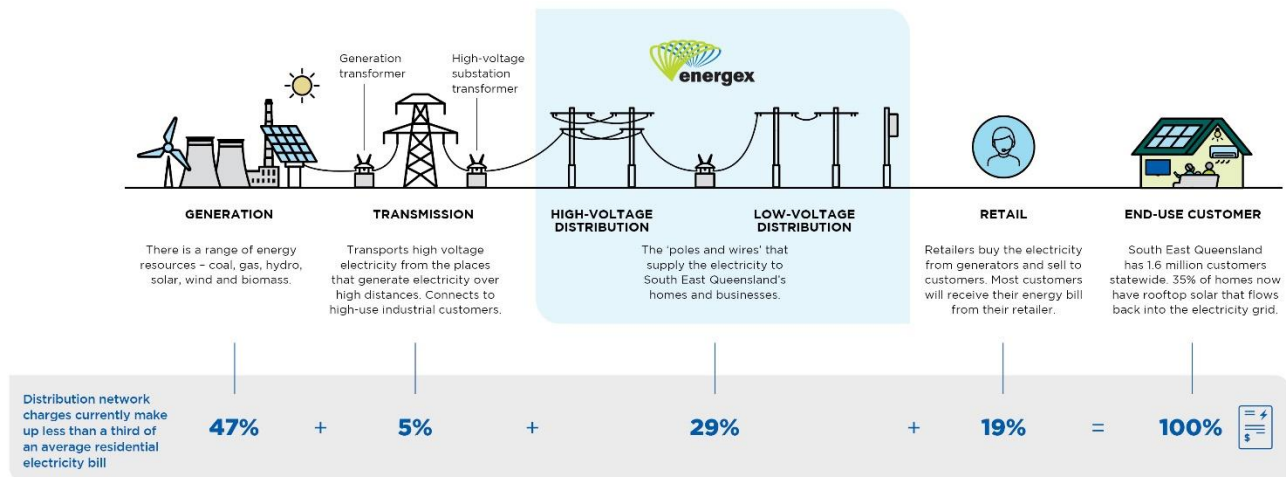 Generation
transformer
High-voltage
substation
transformer
energex
GENERATION
There is a range of energy
resources – coal, gas, hydro,
solar, wind and biomass.
TRANSMISSION
Transports high voltage
electricity from the places
that generate electricity over
high distances. Connects to
high-use industrial customers.
HIGH-VOLTAGE
DISTRIBUTION
LOW-VOLTAGE
DISTRIBUTION
The ‘poles and wires’ that
supply the electricity to
South East Queensland’s
homes and businesses.
RETAIL
Retailers buy the electricity
from generators and sell to
customers. Most customers
will receive their energy bill
from their retailer.
END-USE CUSTOMER
South East Queensland
has 1.6 million customers
statewide. 35% of homes now
have rooftop solar that flows
back into the electricity grid.
Distribution network
charges currently make
up less than a third of
an average residential
electricity bill
47% + 5% + 29% + 19% = 100%
$